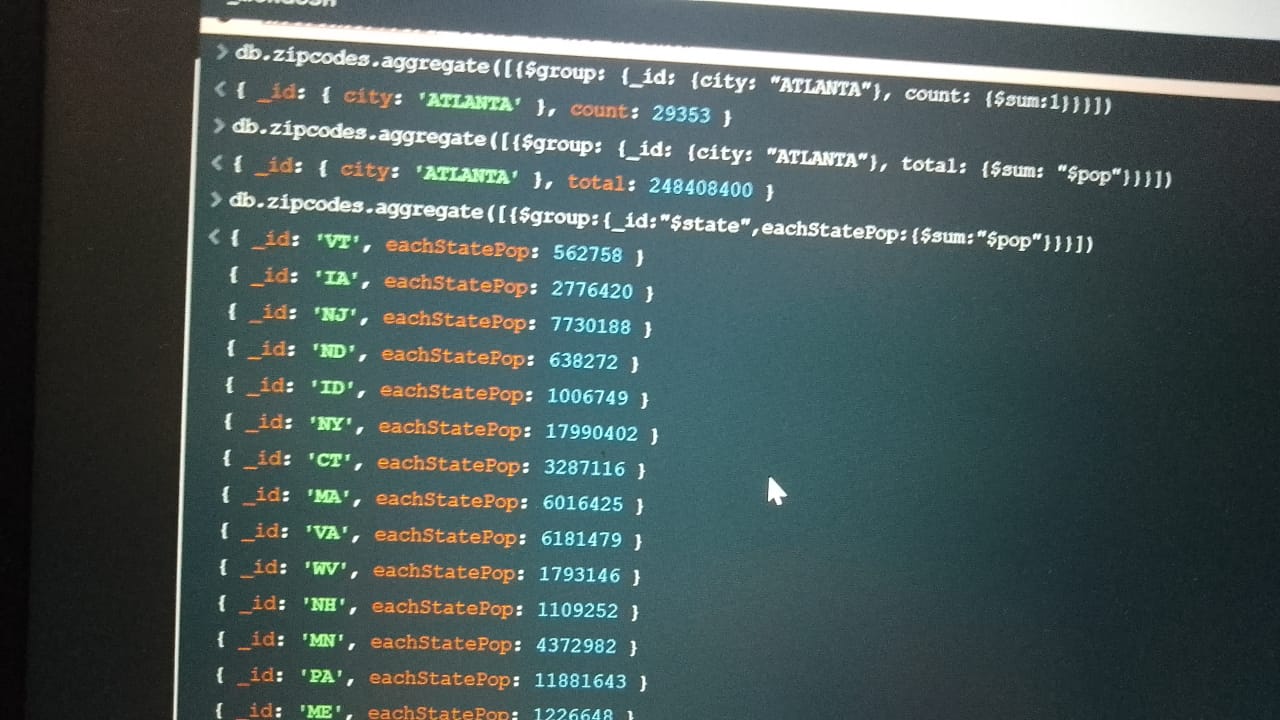 > db.zipcodes.aggregate([{$group: {_id: {city: "ATLANTA"}, count: {$sum:1}}}])
< { _id: { city: 'ATLANTA' }, count: 29353 }
> db.zipcodes.aggregate([{$group: {_id: {city: "ATLANTA"}, total: {$sum: "$pop"}}}])
< { _id: { city: 'ATLANTA' }, total: 248408400 }
> db.zipcodes.aggregate([{$group:{_id:"$state",eachStatePop:{$sum:"$pop"}}}])
< { _id: 'VT', eachStatePop: 562758 }
{ _id: 'IA', eachStatePop: 2776420 }
{ _id: 'NJ', eachStatePop: 7730188 }
{ _id: 'ND', eachStatePop: 638272 }
{ _id: 'ID', eachStatePop: 1006749 }
{ _id: 'NY', eachStatePop: 17990402 }
{ _id: 'CT', eachStatePop: 3287116 }
{ _id: 'MA', eachStatePop: 6016425 }
{ _id: 'VA', eachStatePop: 6181479 }
{ _id: 'WV', eachStatePop: 1793146 }
{ _id: 'NH', eachStatePop: 1109252 }
{ _id: 'MN', eachStatePop: 4372982 }
{ _id: 'PA', eachStatePop: 11881643 }
{ _id: 'ME', eachStatePop: 1226648 }